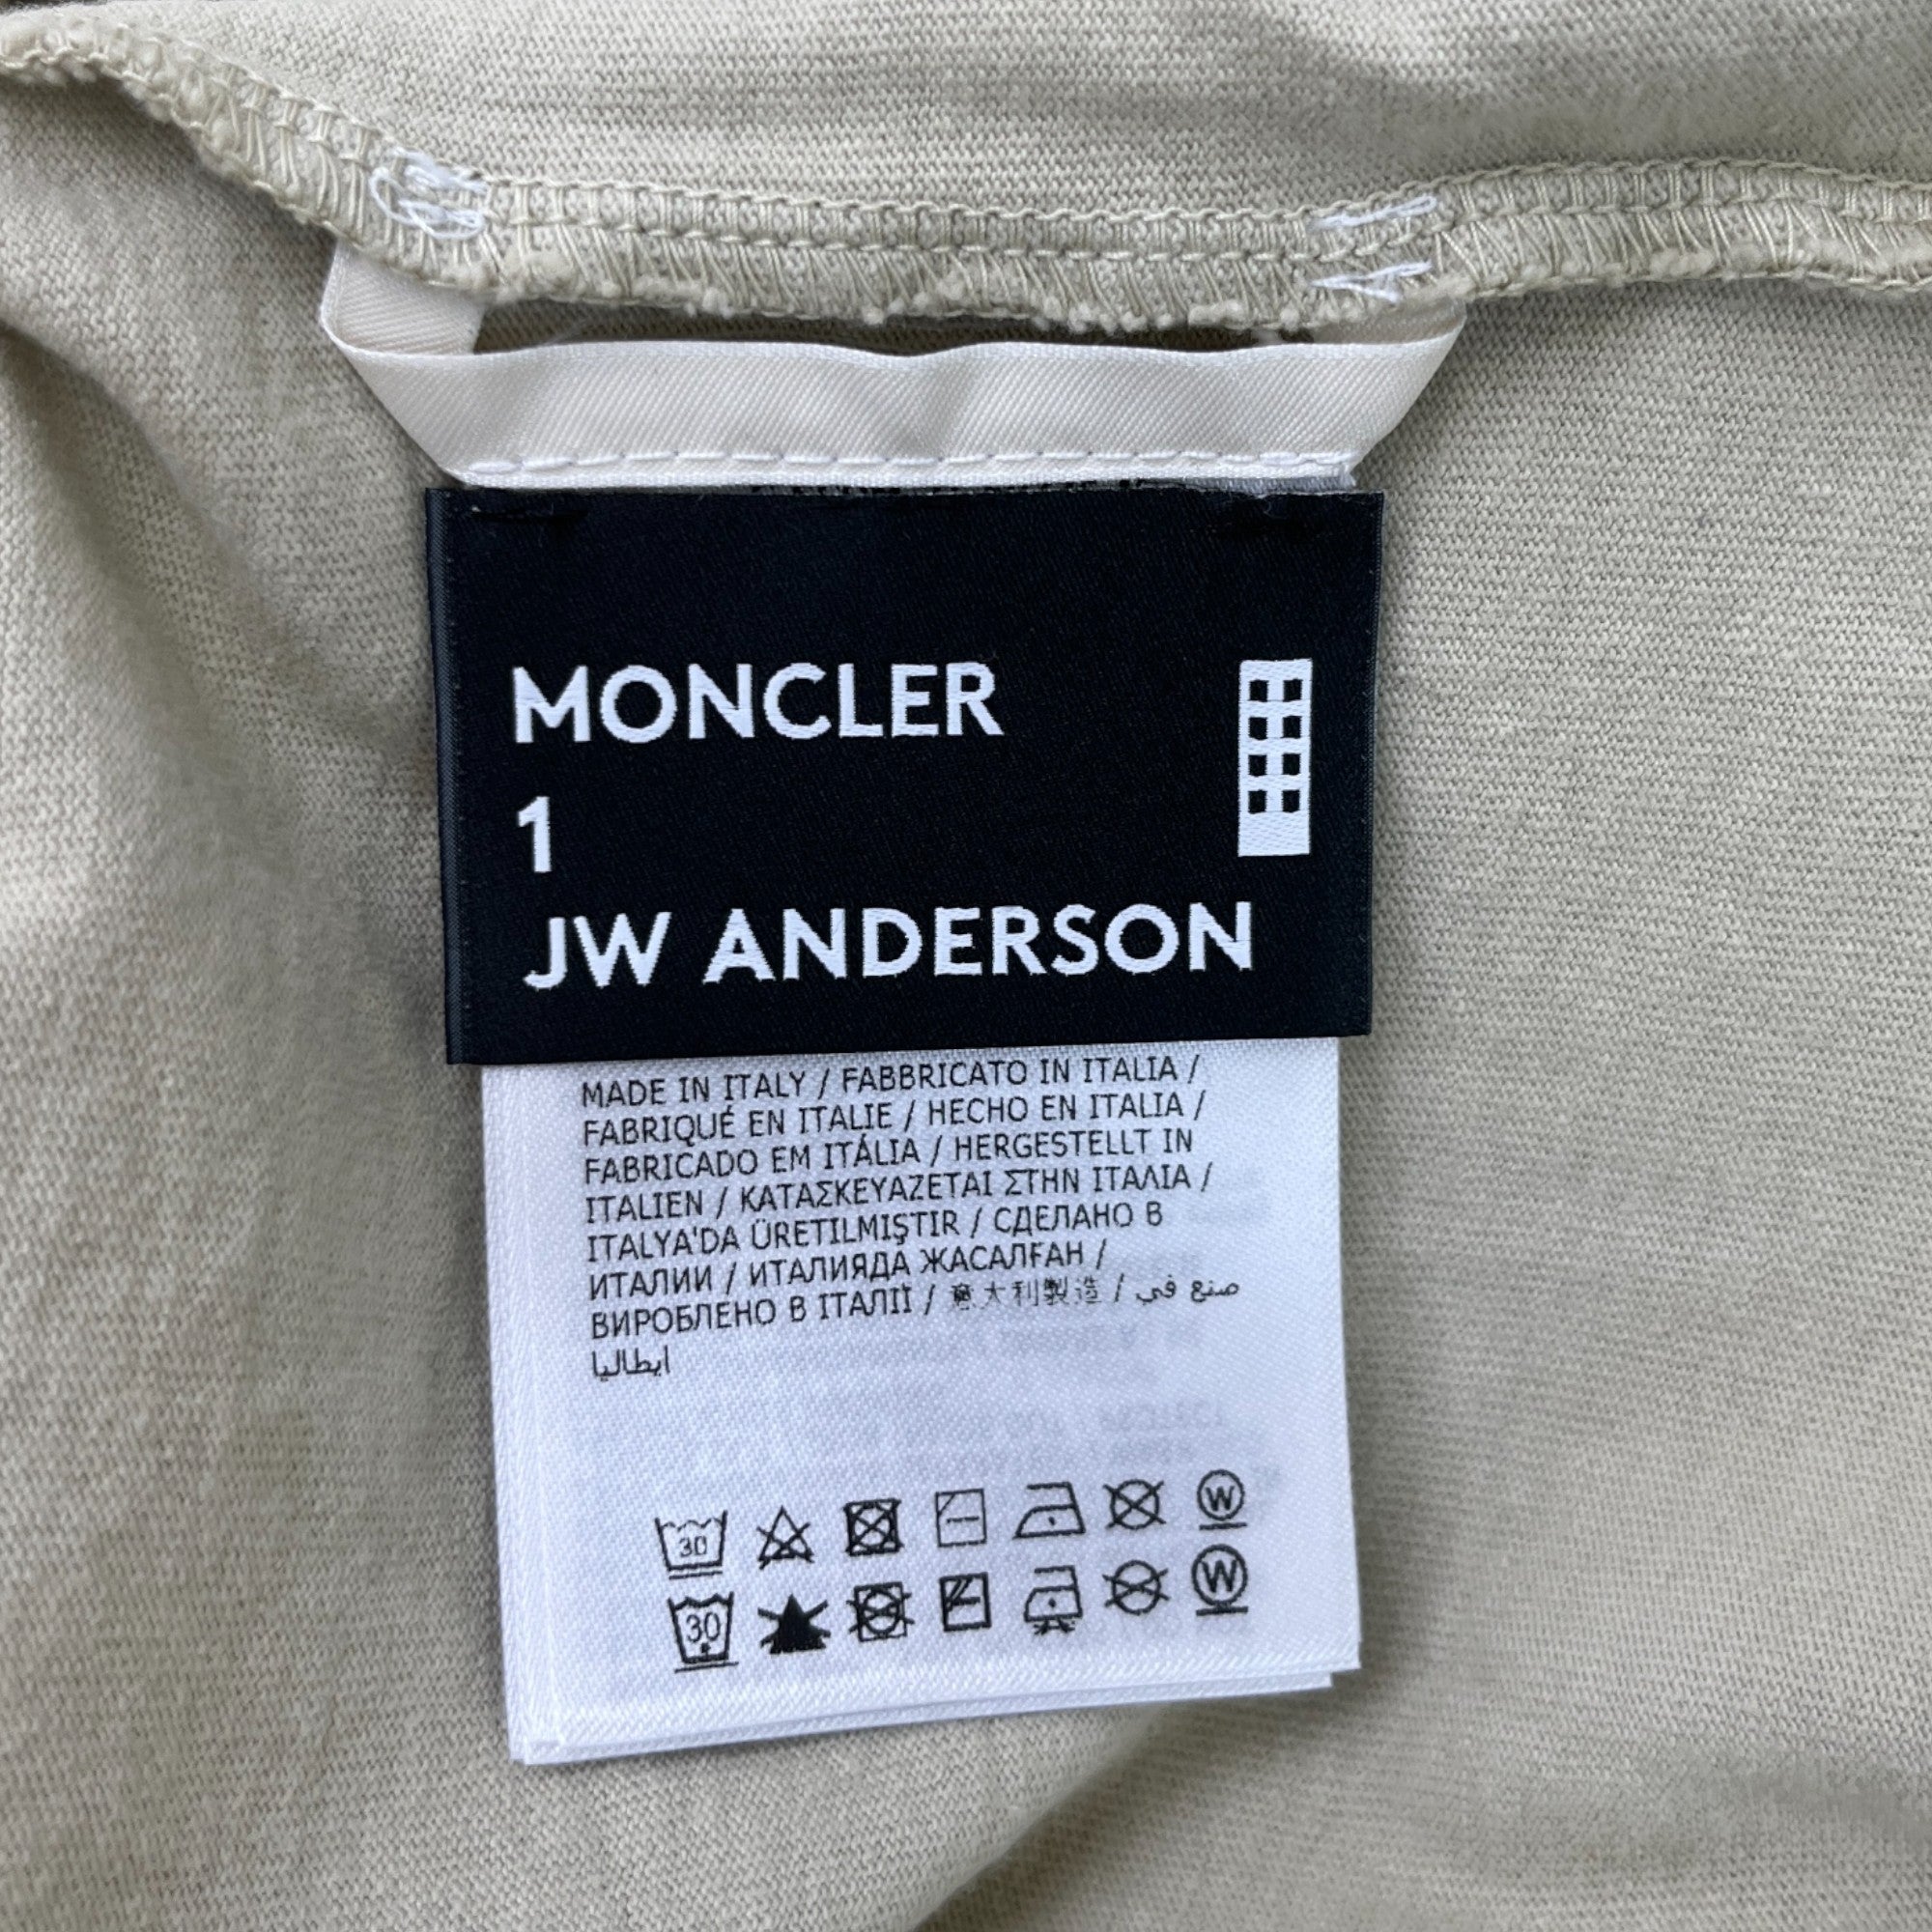 MONCLER
1
JW ANDERSON
MADE IN ITALY / FABBRICATO IN ITALIA /
FABRIQUÉ EN ITALIE / HECHO EN ITALIA /
FABRICADO EM ITÁLIA / HERGESTELLT IN
ITALIEN / ΚΑΤΑΣΚΕΥΑΖΕΤΑΙ ΣΤΗΝ ΙΤΑΛΙΑ /
ITALYA'DA ÜRETILMIŞTIR / СДЕЛАНО В
ИТАЛИИ / ИТАЛИЯДА ЖАСАЛҒАН /
ВИРОБЛЕНО В ІТАЛІЇ / 意大利製造 / صنع في
ايطاليا
30 W
30 W